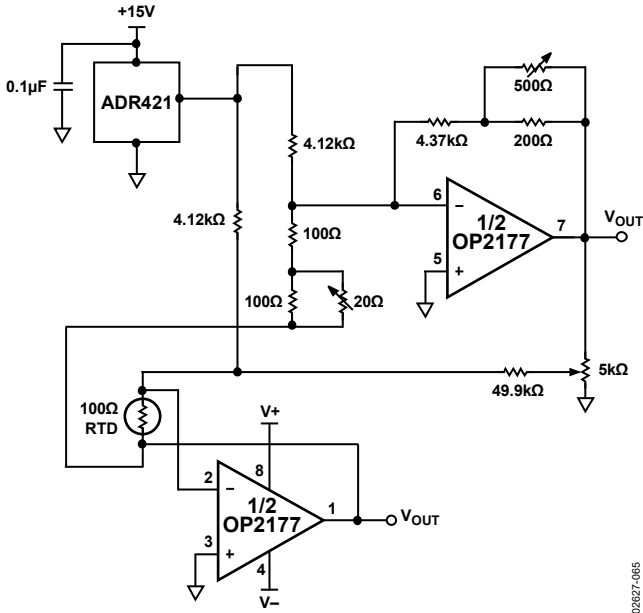 +15V
0.1µF
ADR421
500Ω
4.37kΩ
200Ω
4.12kΩ
4.12kΩ
6
7
1/2
OP2177
VOUT
100Ω
5
100Ω
20Ω
5kΩ
49.9kΩ
100Ω
RTD
V+
8
2
1
1/2
OP2177
VOUT
3
4
V–
02627-065